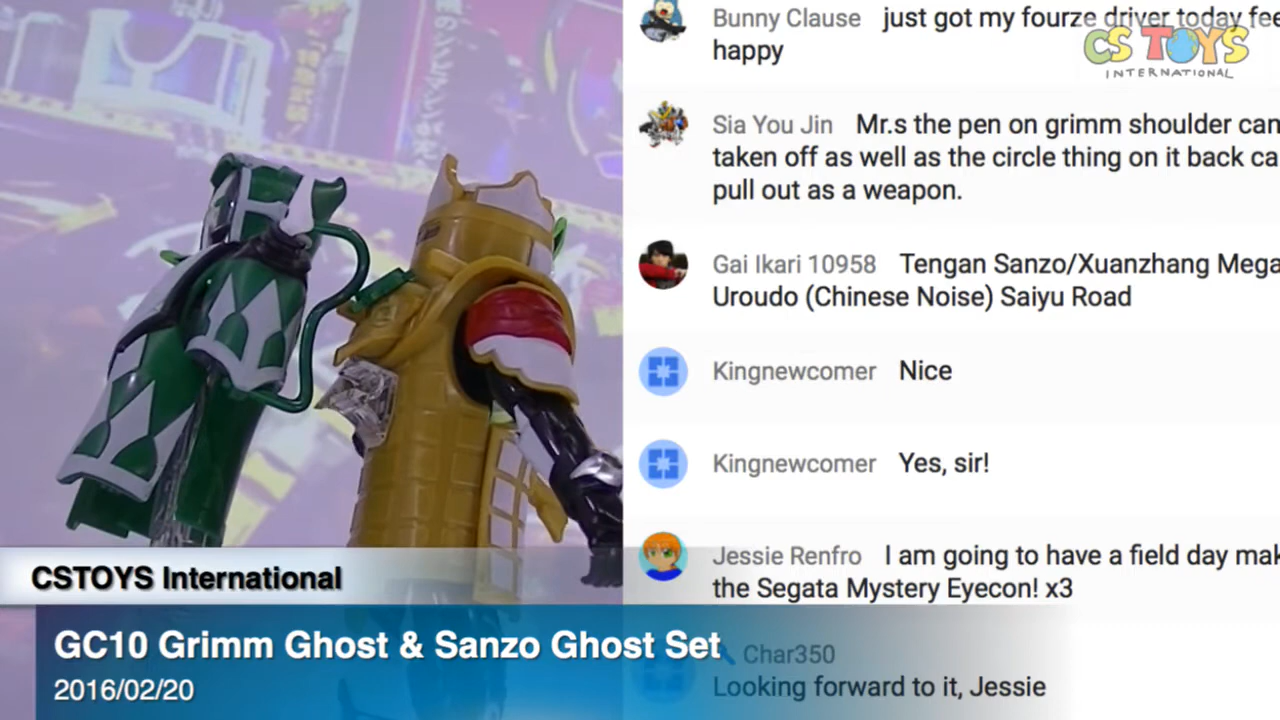 Bunny Clause just got my fourze driver today fee
happy
CS TOYS
INTERNATIONAL
Sia You Jin Mr.s the pen on grimm shoulder can
taken off as well as the circle thing on it back ca
pull out as a weapon.
Gai Ikari 10958 Tengan Sanzo/Xuanzhang Mega
Uroudo (Chinese Noise) Saiyu Road
Kingnewcomer Nice
Kingnewcomer Yes, sir!
Jessie Renfro I am going to have a field day mak
the Segata Mystery Eyecon! x3
Char350
Looking forward to it, Jessie
CSTOYS International
GC10 Grimm Ghost & Sanzo Ghost Set
2016/02/20